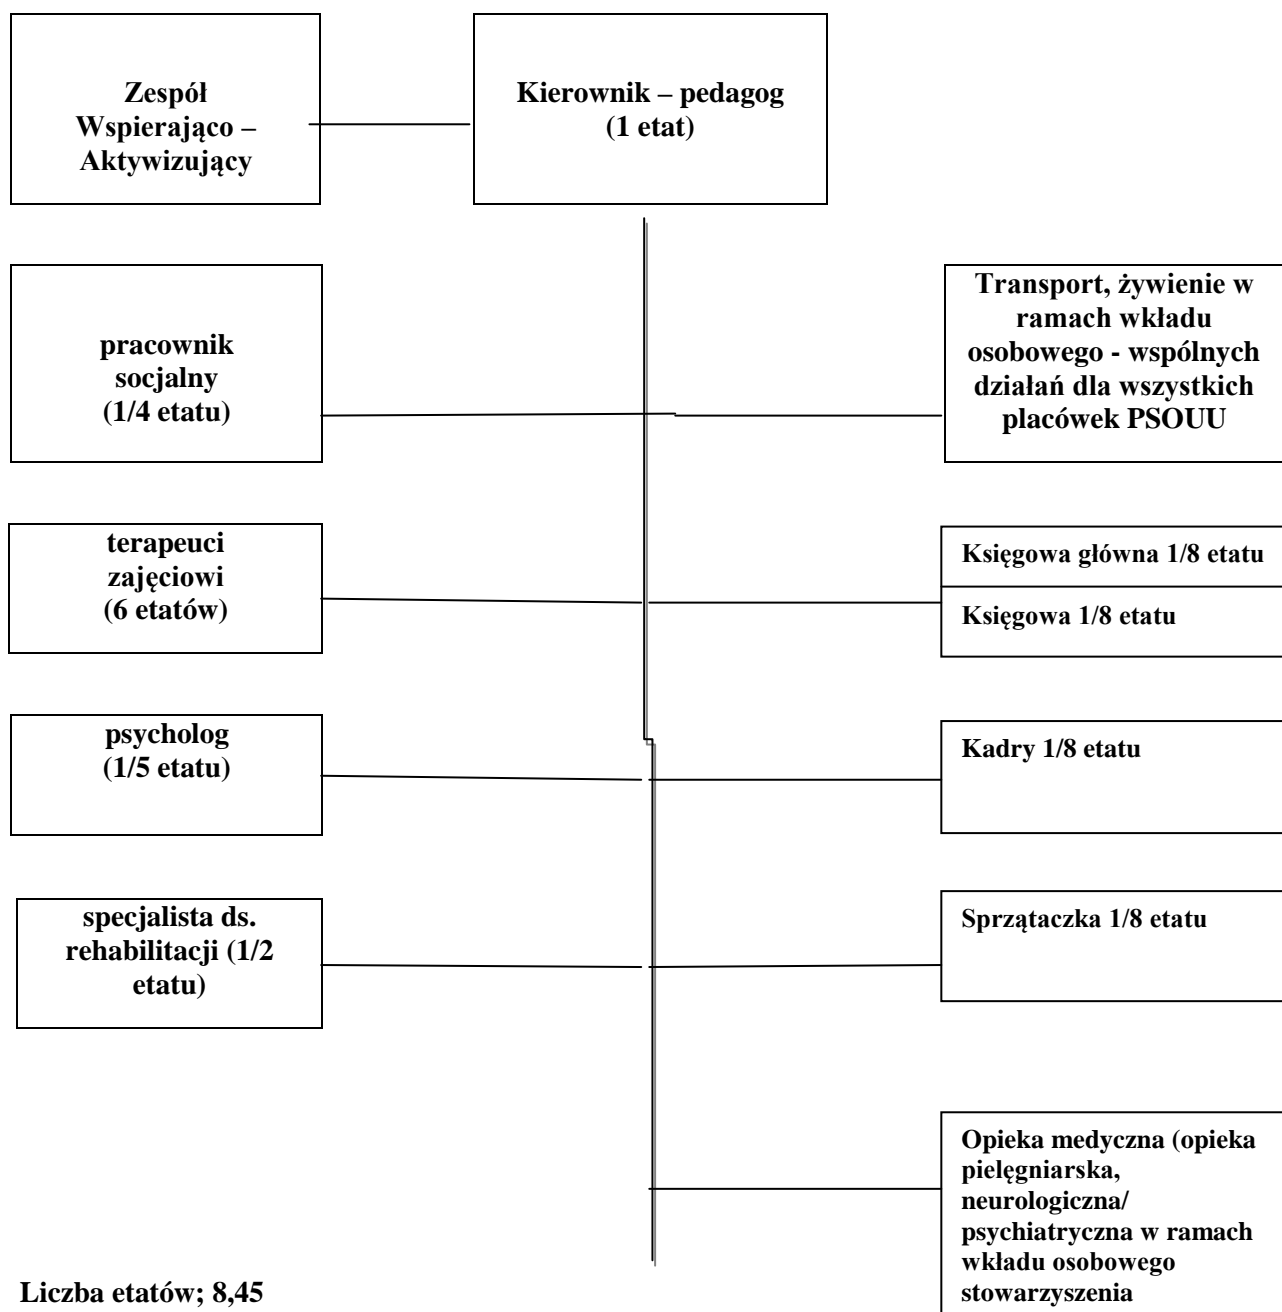 Zespół
Wspierająco –
Aktywizujący
Kierownik – pedagog
(1 etat)
pracownik
socjalny
(1/4 etatu)
Transport, żywienie w
ramach wkładu
osobowego - wspólnych
działań dla wszystkich
placówek PSOUU
terapeuci
zajęciowi
(6 etatów)
Księgowa główna 1/8 etatu
Księgowa 1/8 etatu
psycholog
(1/5 etatu)
Kadry 1/8 etatu
specjalista ds.
rehabilitacji (1/2
etatu)
Sprzątaczka 1/8 etatu
Opieka medyczna (opieka
pielęgniarska,
neurologiczna/
psychiatryczna w ramach
wkładu osobowego
stowarzyszenia
Liczba etatów; 8,45